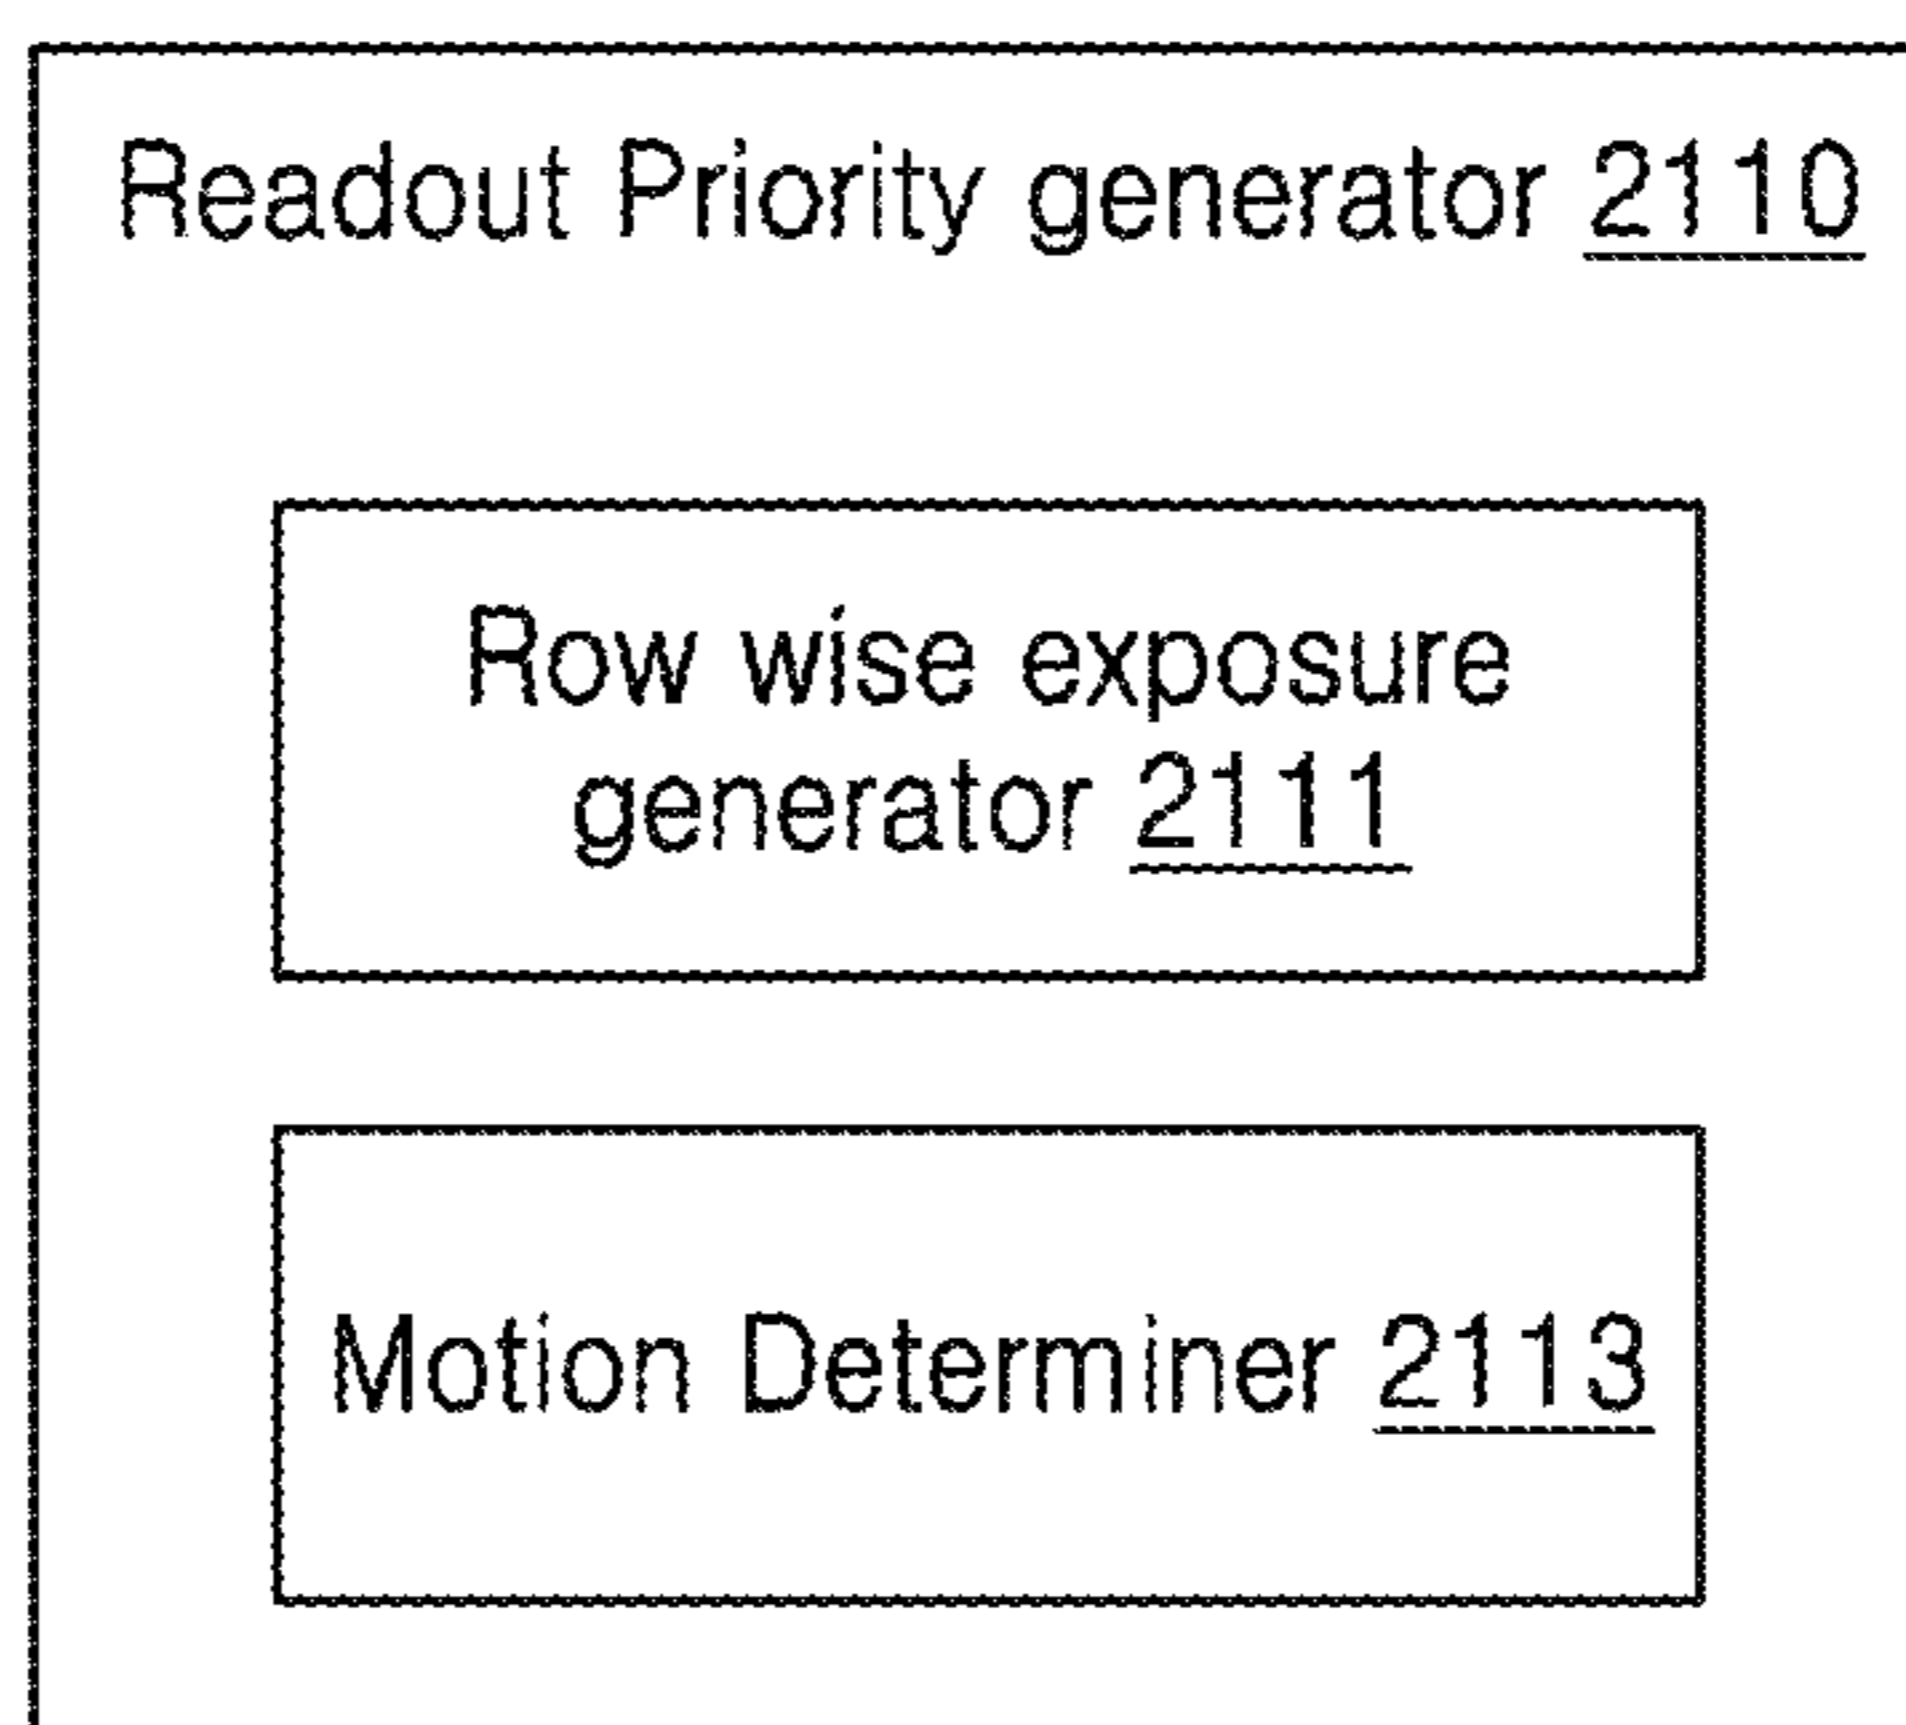 Readout Priority generator 2110
Row wise exposure
generator 2111
Motion Determiner 2113